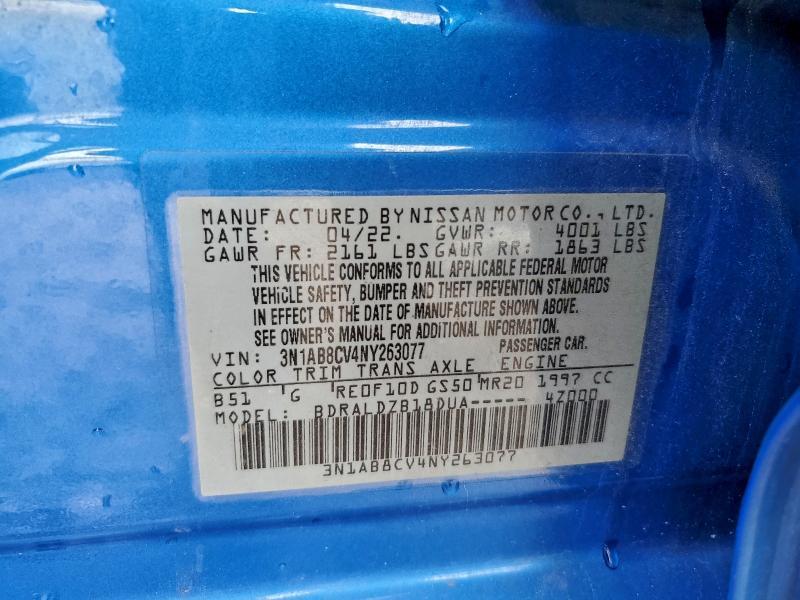 MANUFACTURED BY NISSAN MOTOR CO., LTD.
DATE: 04/22. GVWR: 4001 LBS
GAWR FR: 2161 LBS GAWR RR: 1863 LBS
THIS VEHICLE CONFORMS TO ALL APPLICABLE FEDERAL MOTOR
VEHICLE SAFETY, BUMPER AND THEFT PREVENTION STANDARDS
IN EFFECT ON THE DATE OF MANUFACTURE SHOWN ABOVE.
SEE OWNER'S MANUAL FOR ADDITIONAL INFORMATION.
VIN: 3N1AB8CV4NY263077 PASSENGER CAR.
COLOR TRIM TRANS AXLE ENGINE
B51 G RE0F10D GS50 MR20 1997 CC
MODEL: BDRALDZB18DUA----- 4Z000
3N1AB8CV4NY263077